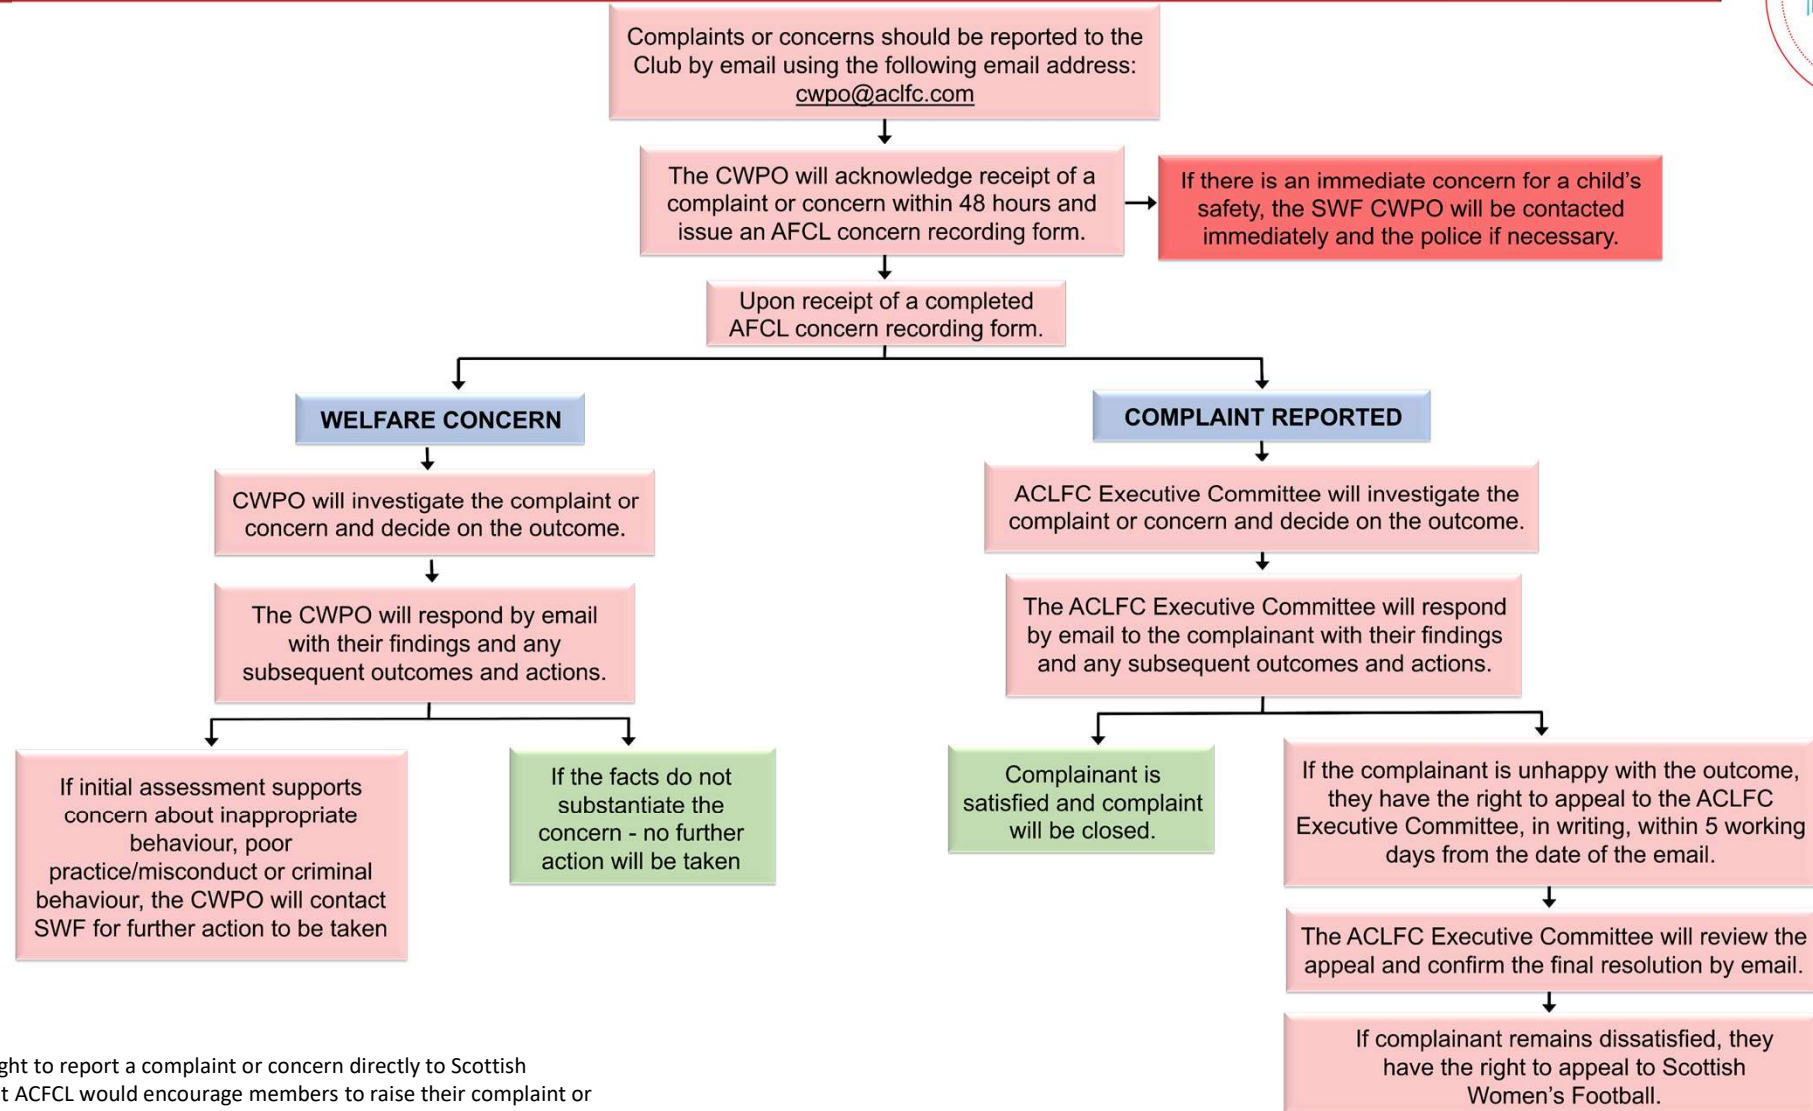 Complaints or concerns should be reported to the
Club by email using the following email address:
cwpo@aclfc.com
The CWPO will acknowledge receipt of a
complaint or concern within 48 hours and
issue an AFCL concern recording form.
If there is an immediate concern for a child's
safety, the SWF CWPO will be contacted
immediately and the police if necessary.
Upon receipt of a completed
AFCL concern recording form.
WELFARE CONCERN
CWPO will investigate the complaint or
concern and decide on the outcome.
The CWPO will respond by email
with their findings and any
subsequent outcomes and actions.
If initial assessment supports
concern about inappropriate
behaviour, poor
practice/misconduct or criminal
behaviour, the CWPO will contact
SWF for further action to be taken
If the facts do not
substantiate the
concern - no further
action will be taken
COMPLAINT REPORTED
ACLFC Executive Committee will investigate the
complaint or concern and decide on the outcome.
The ACLFC Executive Committee will respond
by email to the complainant with their findings
and any subsequent outcomes and actions.
Complainant is
satisfied and complaint
will be closed.
If the complainant is unhappy with the outcome,
they have the right to appeal to the ACLFC
Executive Committee, in writing, within 5 working
days from the date of the email.
The ACLFC Executive Committee will review the
appeal and confirm the final resolution by email.
If complainant remains dissatisfied, they
have the right to appeal to Scottish
Women's Football.
to report a complaint or concern directly to Scottish
ACFCL would encourage members to raise their complaint or